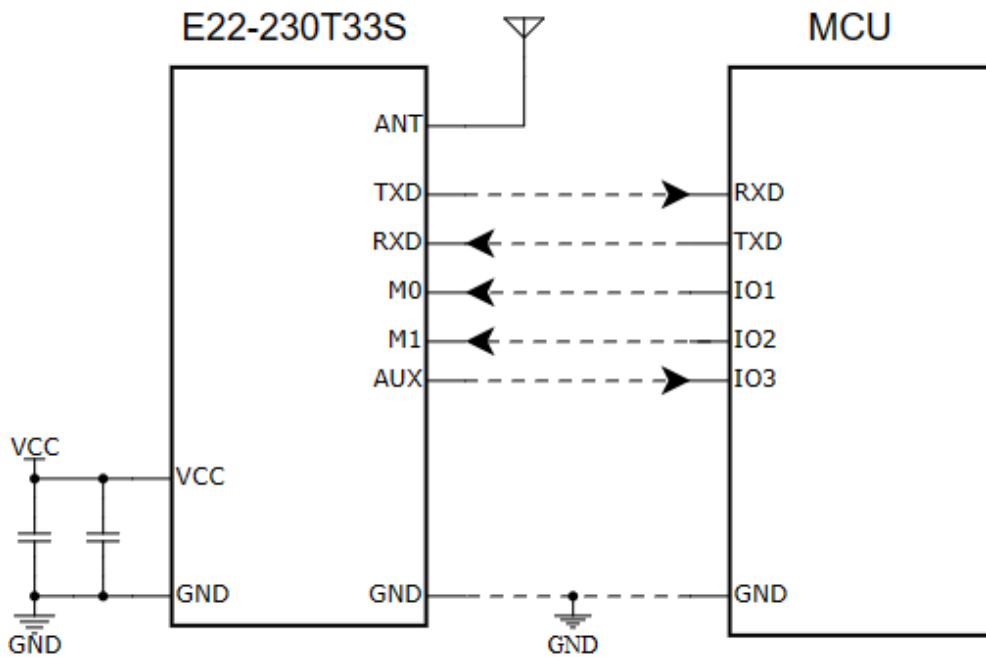 E22-230T33S
MCU
ANT
TXD
RXD
RXD
TXD
M0
IO1
M1
IO2
AUX
IO3
VCC
VCC
GND
GND
GND
GND
GND